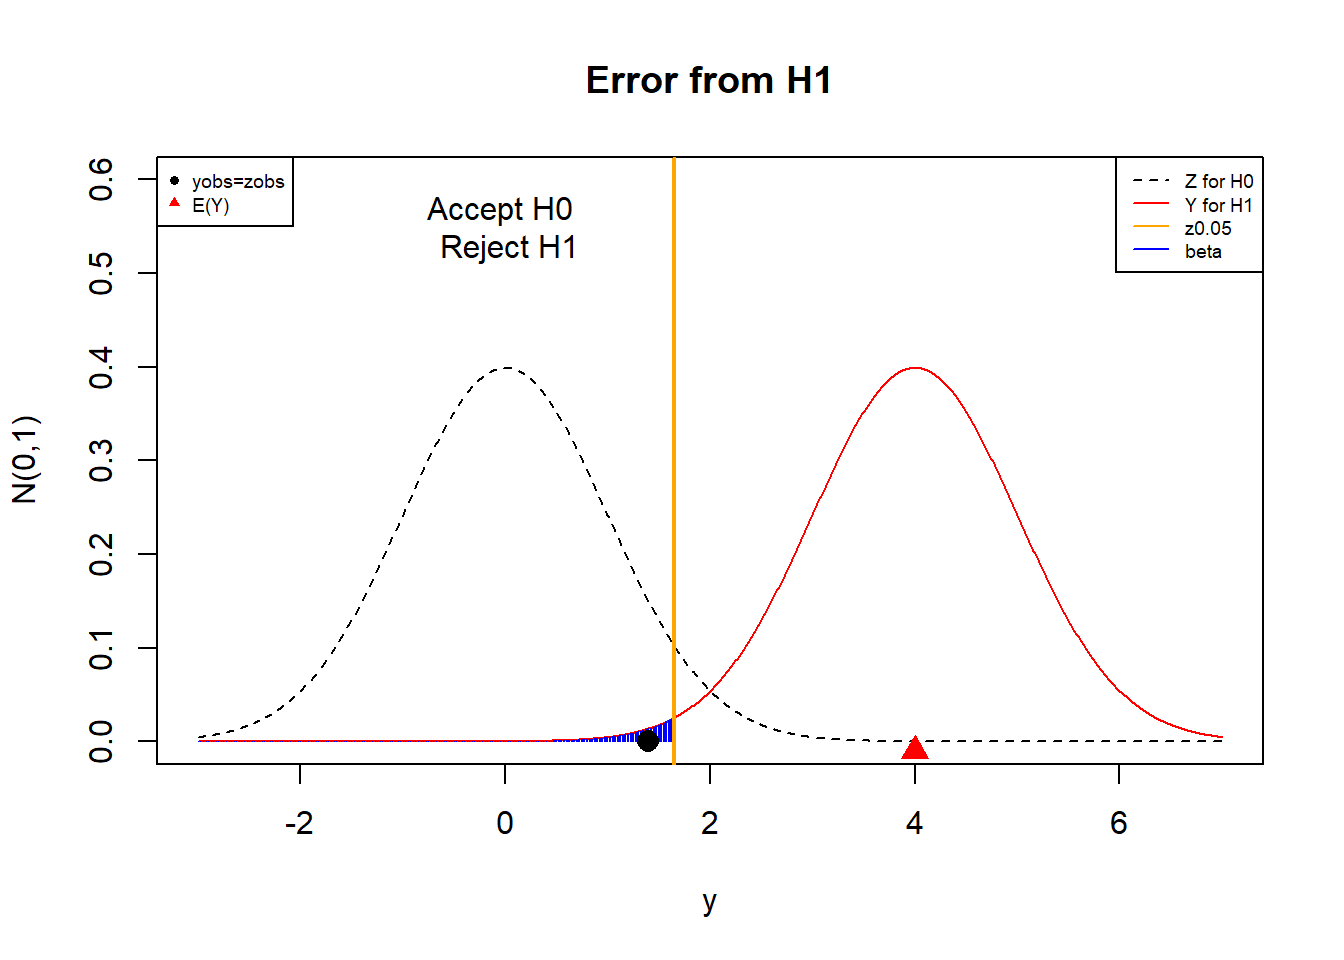 Error from H1
yobs=zobs
E(Y)
Accept H0
Reject H1
Z for H0
Y for H1
z0.05
beta
N(0,1)
0.6
0.5
0.4
0.3
0.2
0.1
0.0
-2
0
2
4
6
y